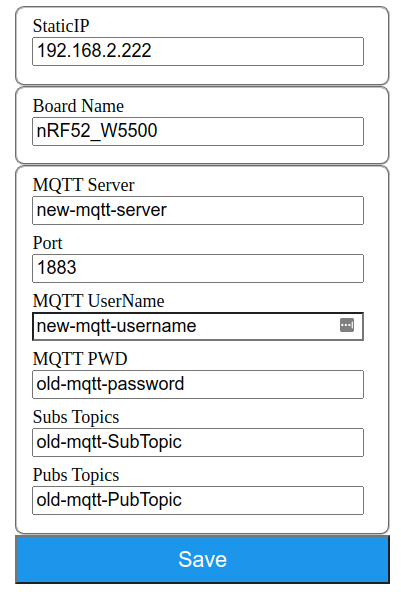 StaticIP
192.168.2.222
Board Name
nRF52_W5500
MQTT Server
new-mqtt-server
Port
1883
MQTT UserName
new-mqtt-username
MQTT PWD
old-mqtt-password
Subs Topics
old-mqtt-SubTopic
Pubs Topics
old-mqtt-PubTopic
Save